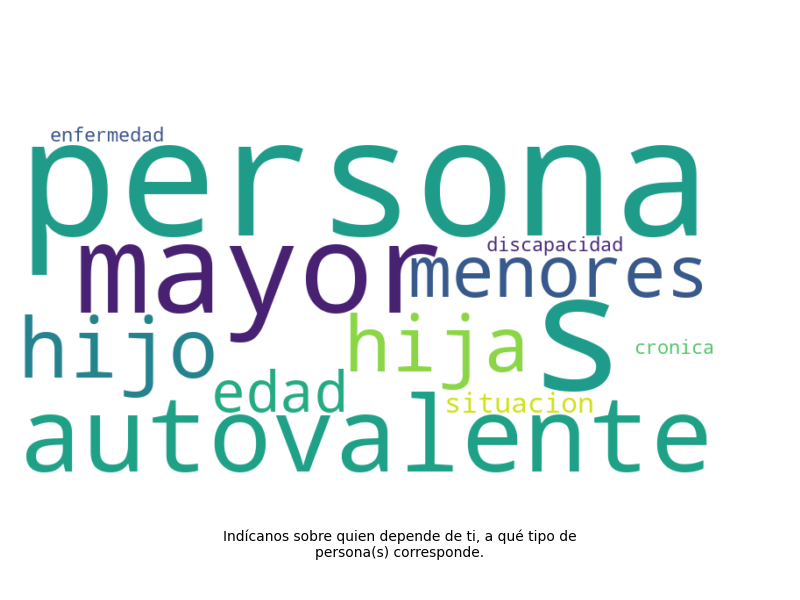 enfermedad
persona
mayor
discapacidad
menores
s
hijo
hija
cronica
edad
situacion
autovalente
Indícanos sobre quien depende de ti, a qué tipo de
persona(s) corresponde.